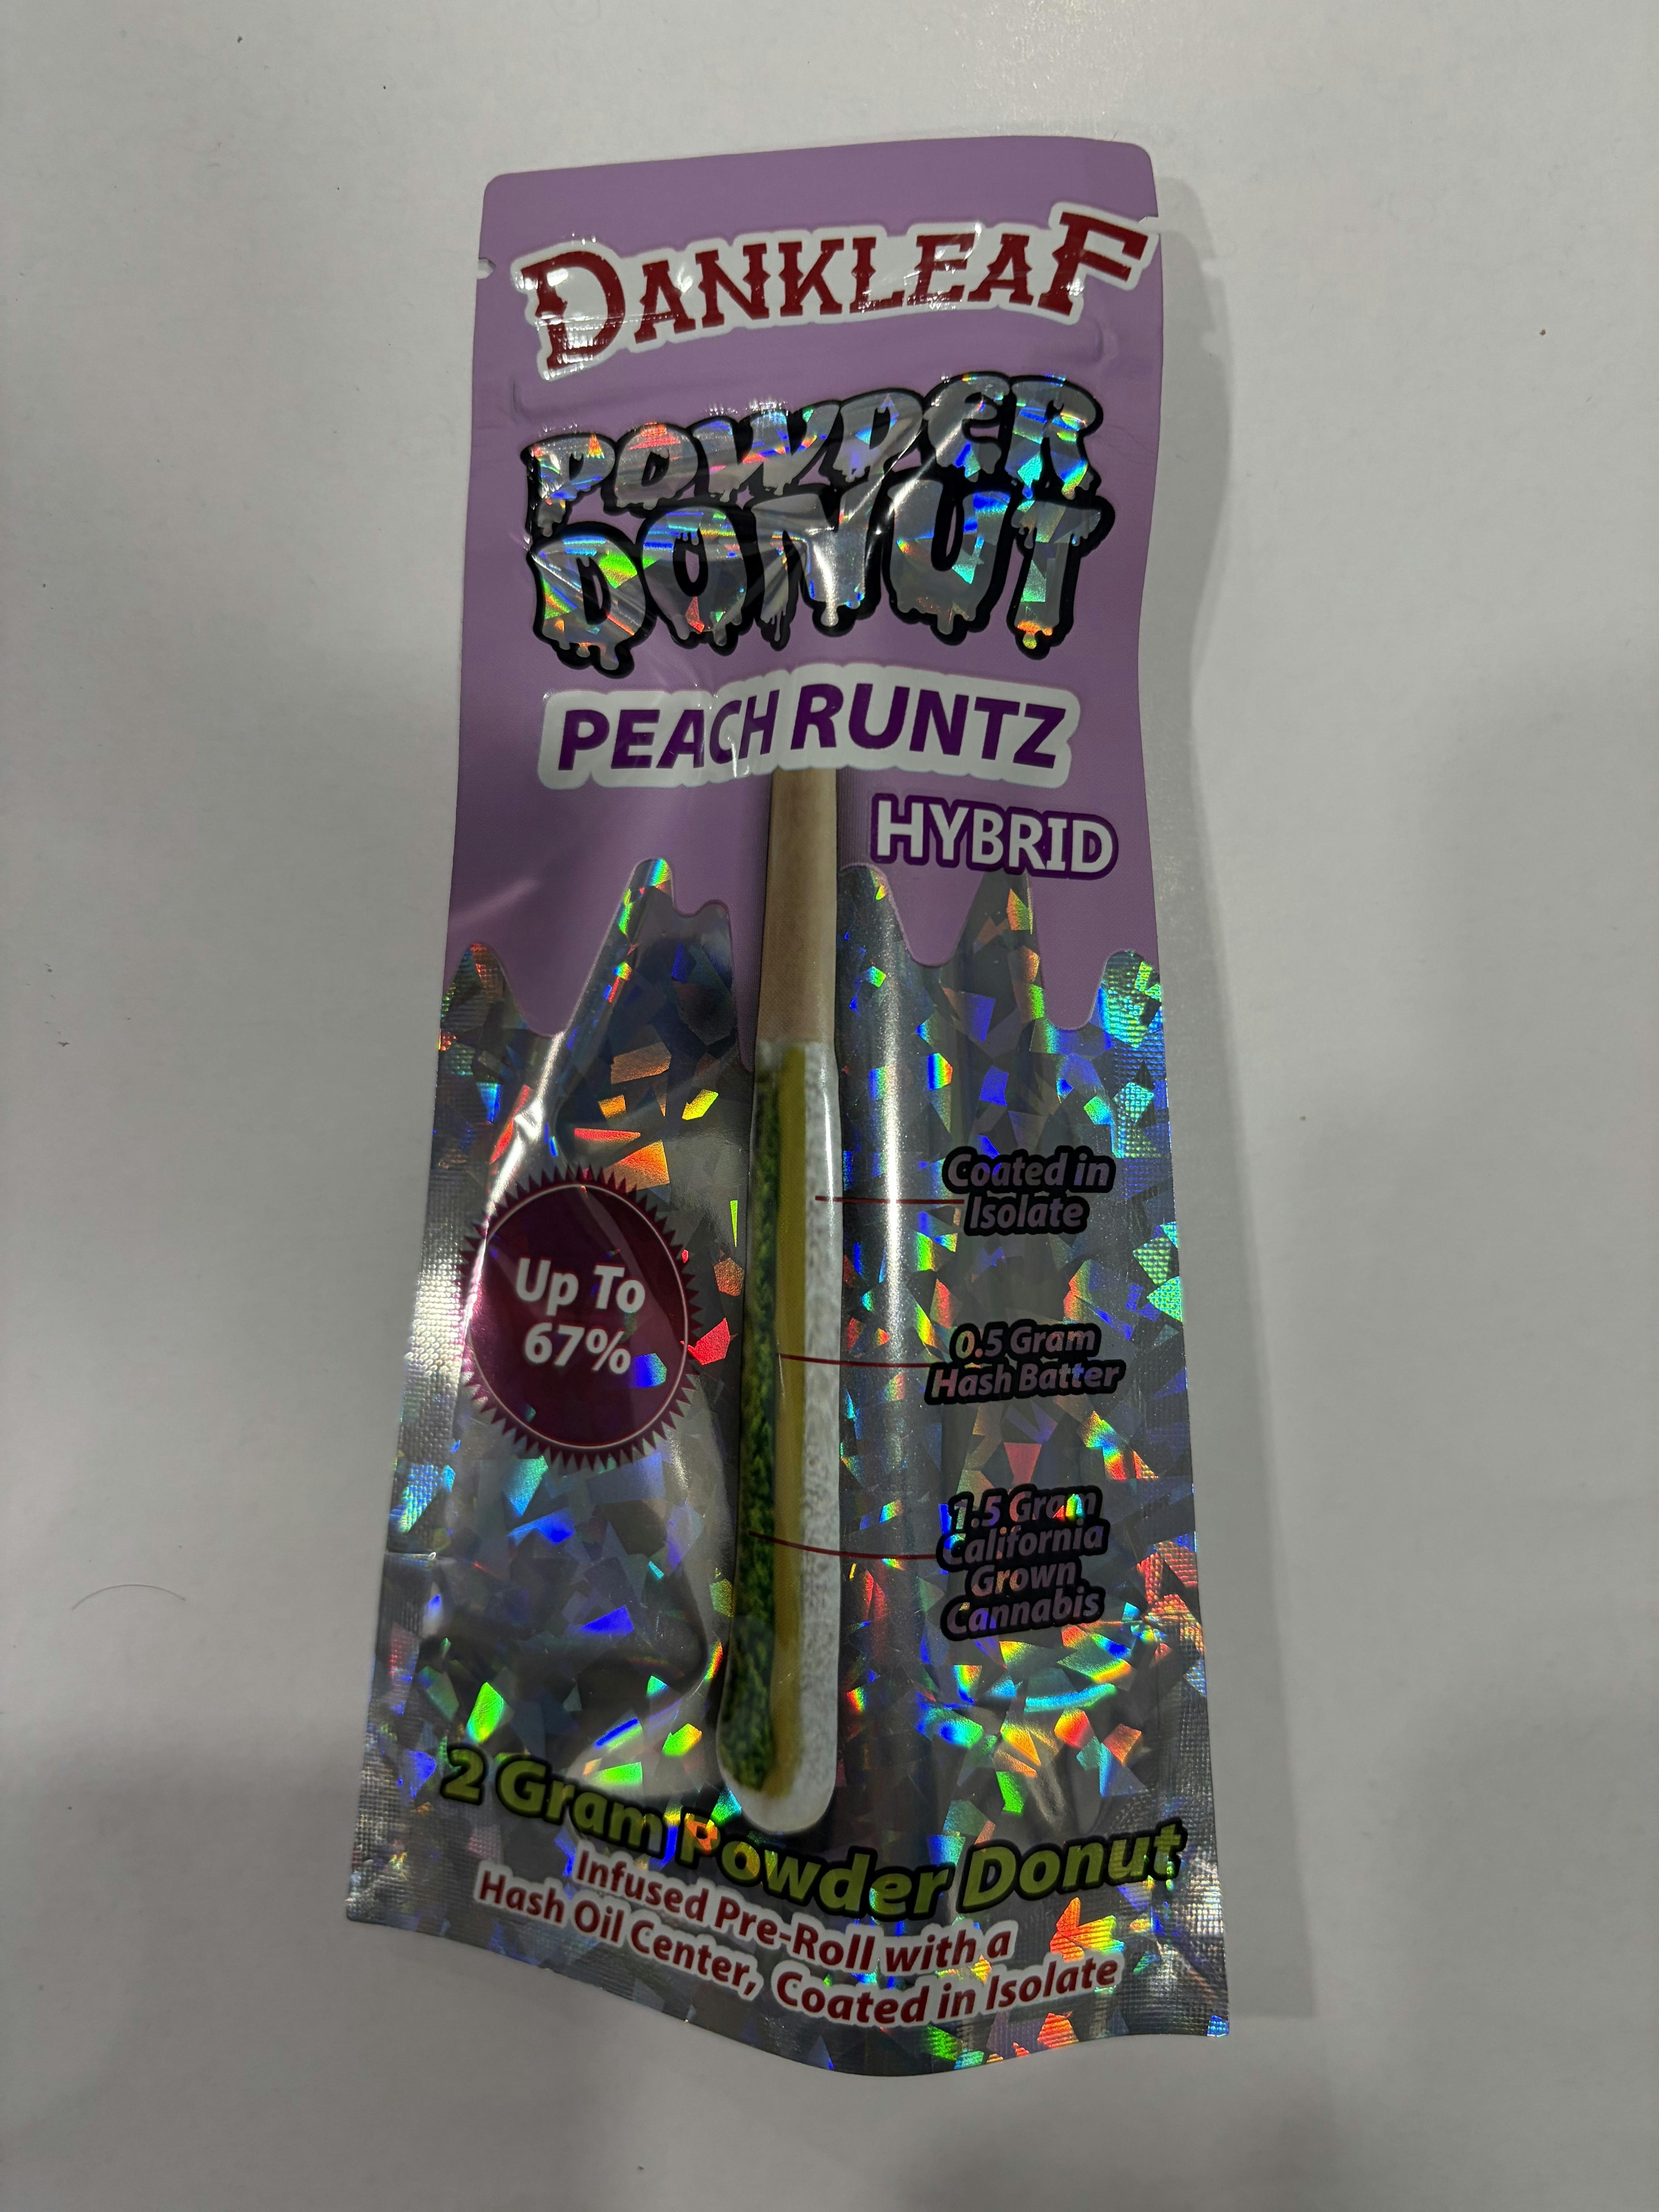 DANKLEAF
POWDER
DONUT
PEACH RUNTZ
HYBRID
Coated in
Isolate
Up To
67%
0.5 Gram
Hash Batter
1.5 Gram
California
Grown
Cannabis
2 Gram Powder Donut
Infused Pre-Roll with a
Hash Oil Center, Coated in Isolate